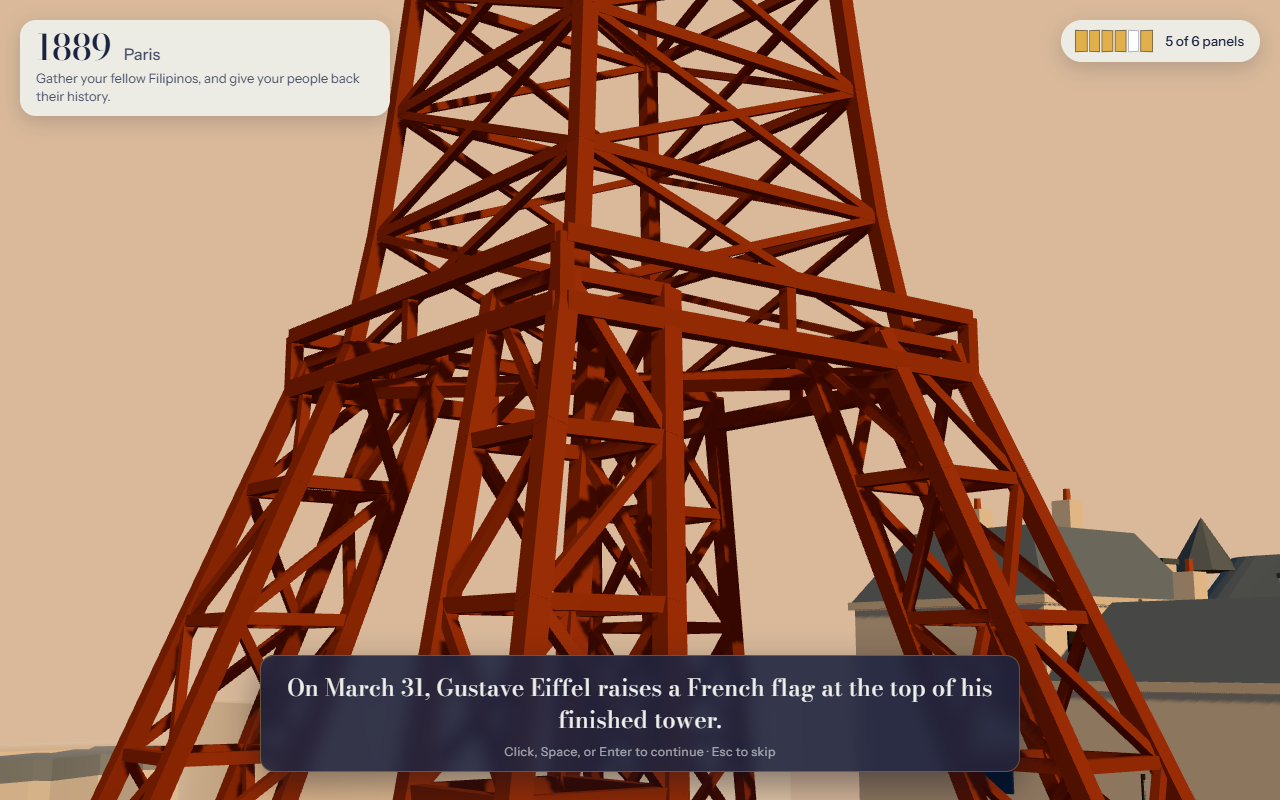 1889 Paris
Gather your fellow Filipinos, and give your people back
their history.
5 of 6 panels
On March 31, Gustave Eiffel raises a French flag at the top of his
finished tower.
Click, Space, or Enter to continue · Esc to skip